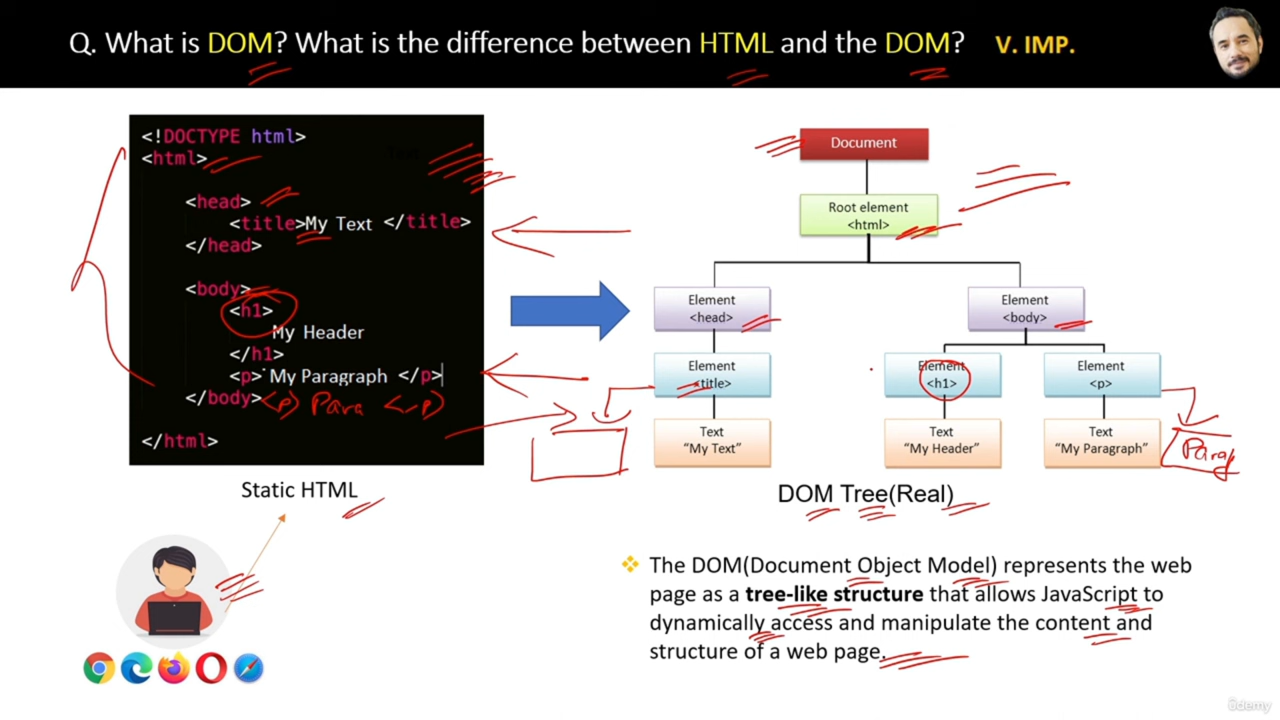 Q. What is DOM? What is the difference between HTML and the DOM? V. IMP.
<!DOCTYPE html>
<html>
<head>
<title>My Text </title>
</head>
<body>
<h1>
My Header
</h1>
<p> My Paragraph </p>
</body> <p> Para </p>
</html>
Static HTML
Document
Root element
<html>
Element
<head>
Element
<body>
Element
<title>
Element
<h1>
Element
<p>
Text
“My Text”
Text
“My Header”
Text
“My Paragraph”
Para
DOM Tree(Real)
The DOM(Document Object Model) represents the web
page as a tree-like structure that allows JavaScript to
dynamically access and manipulate the content and
structure of a web page.
ûdemy